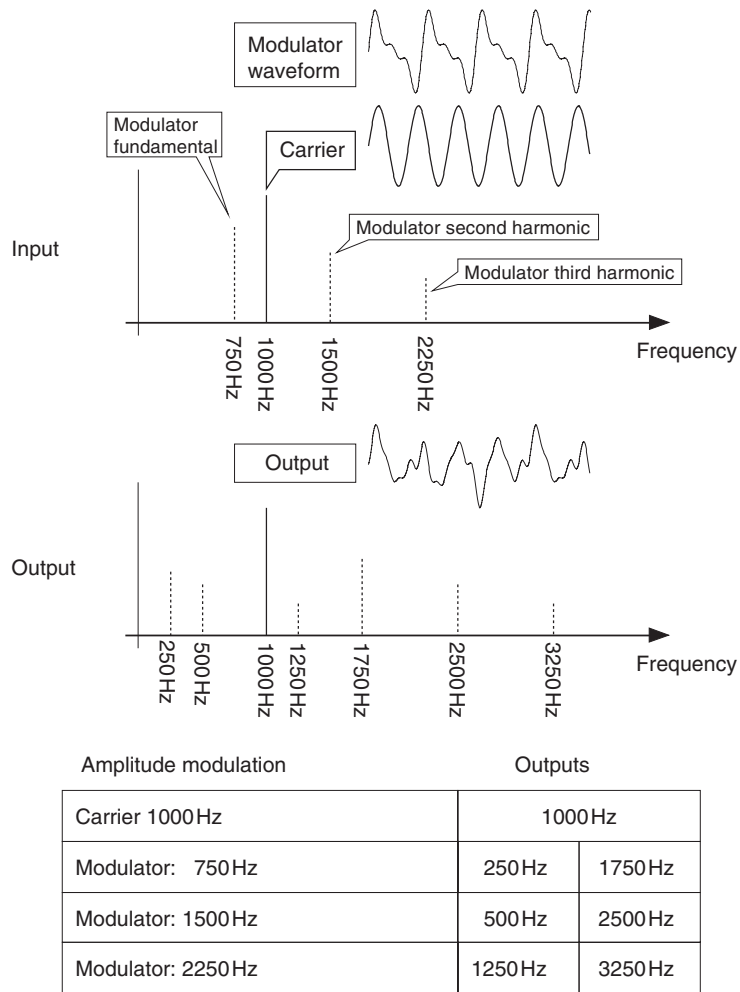 Modulator
waveform
Modulator
fundamental
Carrier
Modulator second harmonic
Modulator third harmonic
Input
Frequency
750Hz
1000Hz
1500Hz
2250Hz
Output
Output
Frequency
250Hz
500Hz
1000Hz
1250Hz
1750Hz
2500Hz
3250Hz
Amplitude modulation Outputs
Carrier 1000Hz 1000Hz
Modulator: 750Hz 250Hz 1750Hz
Modulator: 1500Hz 500Hz 2500Hz
Modulator: 2250Hz 1250Hz 3250Hz